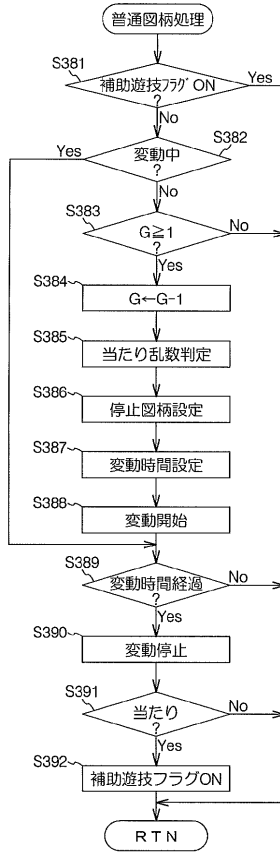 普通図柄処理
S381
補助遊技フラグON
?
Yes
No
S382
Yes
変動中
?
No
S383
G≧1
?
No
Yes
S384
G←G-1
S385
当たり乱数判定
S386
停止図柄設定
S387
変動時間設定
S388
変動開始
S389
変動時間経過
?
No
Yes
S390
変動停止
S391
当たり
?
No
Yes
S392
補助遊技フラグON
RTN